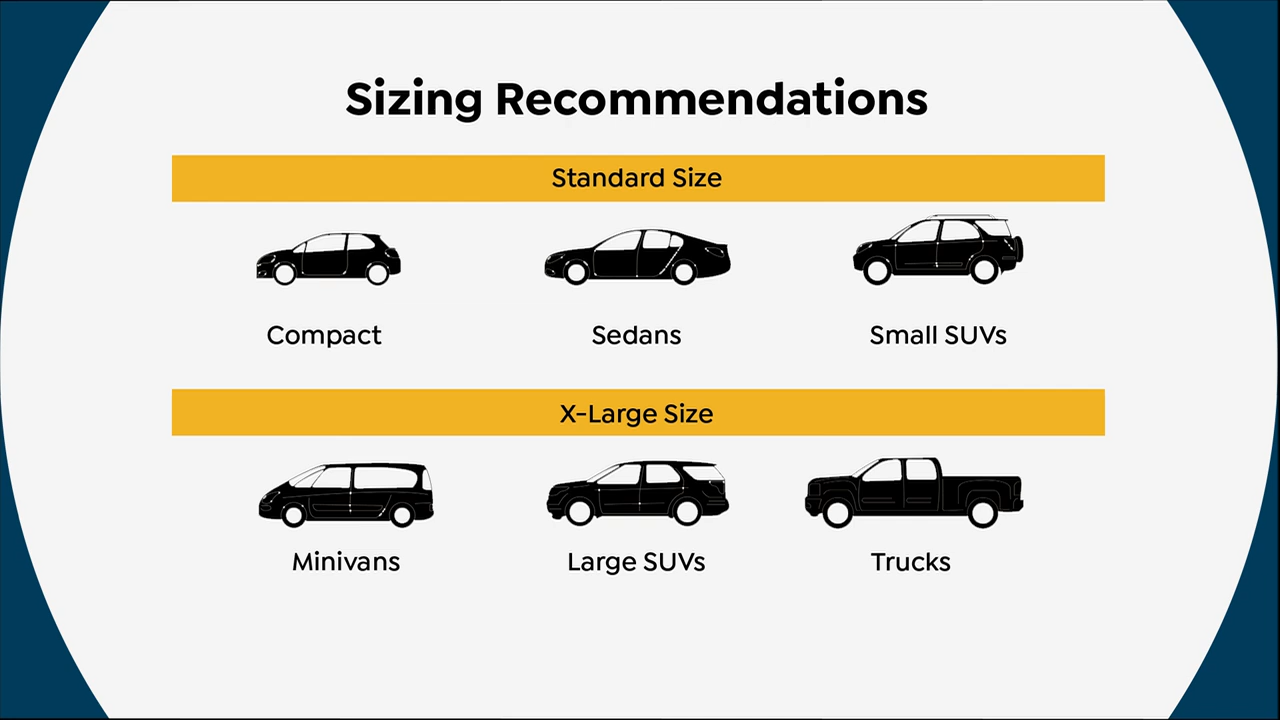 Sizing Recommendations
Standard Size
Compact
Sedans
Small SUVs
X-Large Size
Minivans
Large SUVs
Trucks